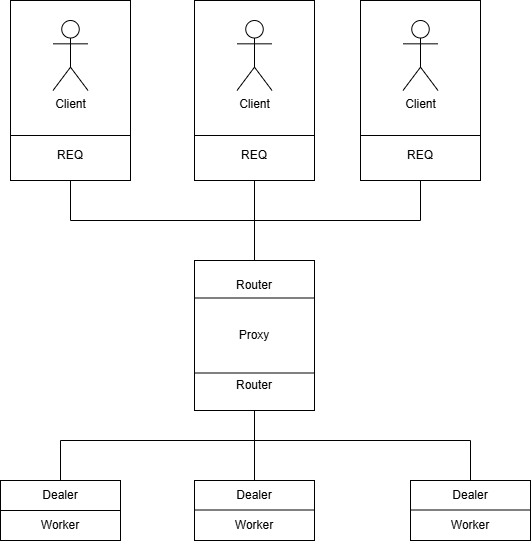 Client
Client
Client
REQ
REQ
REQ
Router
Proxy
Router
Dealer
Dealer
Dealer
Worker
Worker
Worker